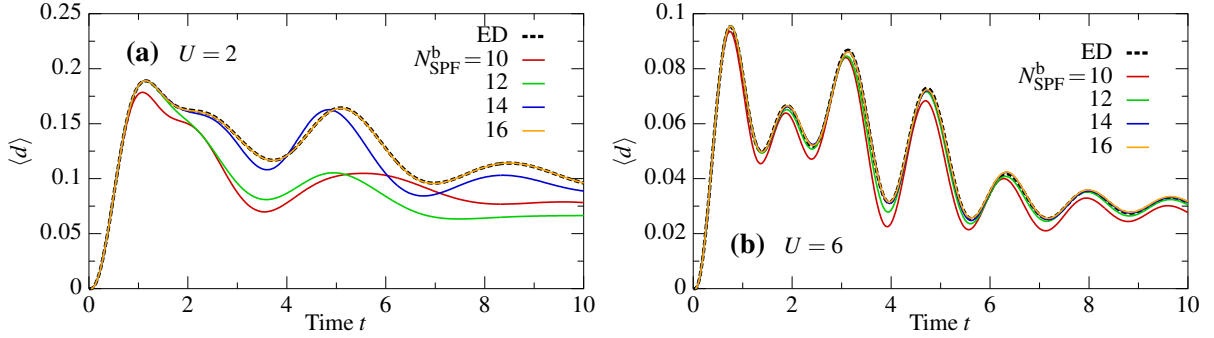 0.25
0.2
0.15
0.1
0.05
0
⟨d⟩
(a) U = 2
ED
N^b_SPF = 10
12
14
16
0 2 4 6 8 10
Time t
0.1
0.08
0.06
0.04
0.02
0
⟨d⟩
ED
N^b_SPF = 10
12
14
16
(b) U = 6
0 2 4 6 8 10
Time t